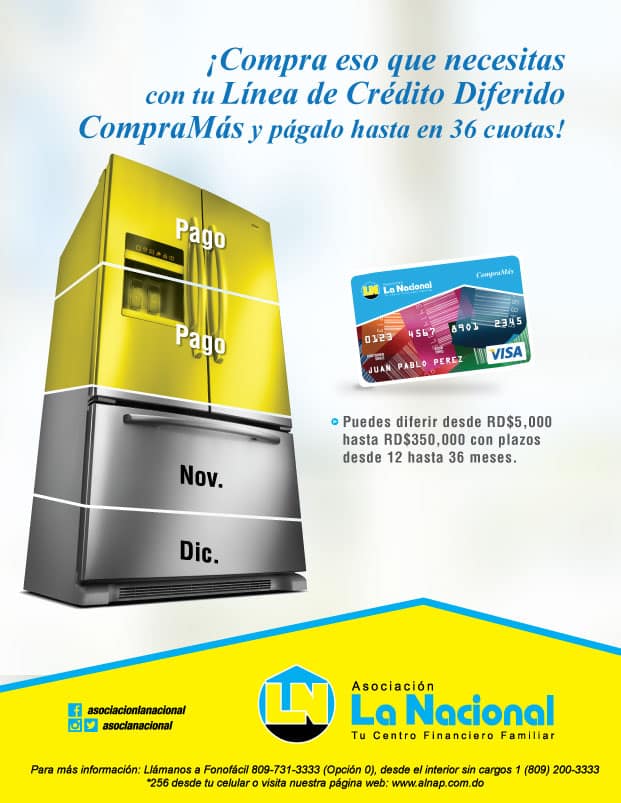 ¡Compra eso que necesitas
con tu Línea de Crédito Diferido
CompraMás y págalo hasta en 36 cuotas!
Pago
Pago
Nov.
Dic.
LN
La Nacional
CompraMás
0123 4567 8901 2345
JUAN PABLO PEREZ
VISA
Puedes diferir desde RD$5,000
hasta RD$350,000 con plazos
desde 12 hasta 36 meses.
asociacionlanacional
asoclanacional
LN
Asociación
La Nacional
Tu Centro Financiero Familiar
Para más información: Llámanos a Fonofácil 809-731-3333 (Opción 0), desde el interior sin cargos 1 (809) 200-3333
*256 desde tu celular o visita nuestra página web: www.alnap.com.do